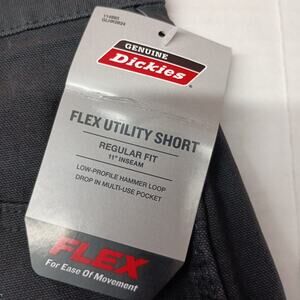 GENUINE
Dickies
FLEX UTILITY SHORT
REGULAR FIT
11" INSEAM
LOW-PROFILE HAMMER LOOP
DROP IN MULTI-USE POCKET
FLEX
For Ease Of Movement